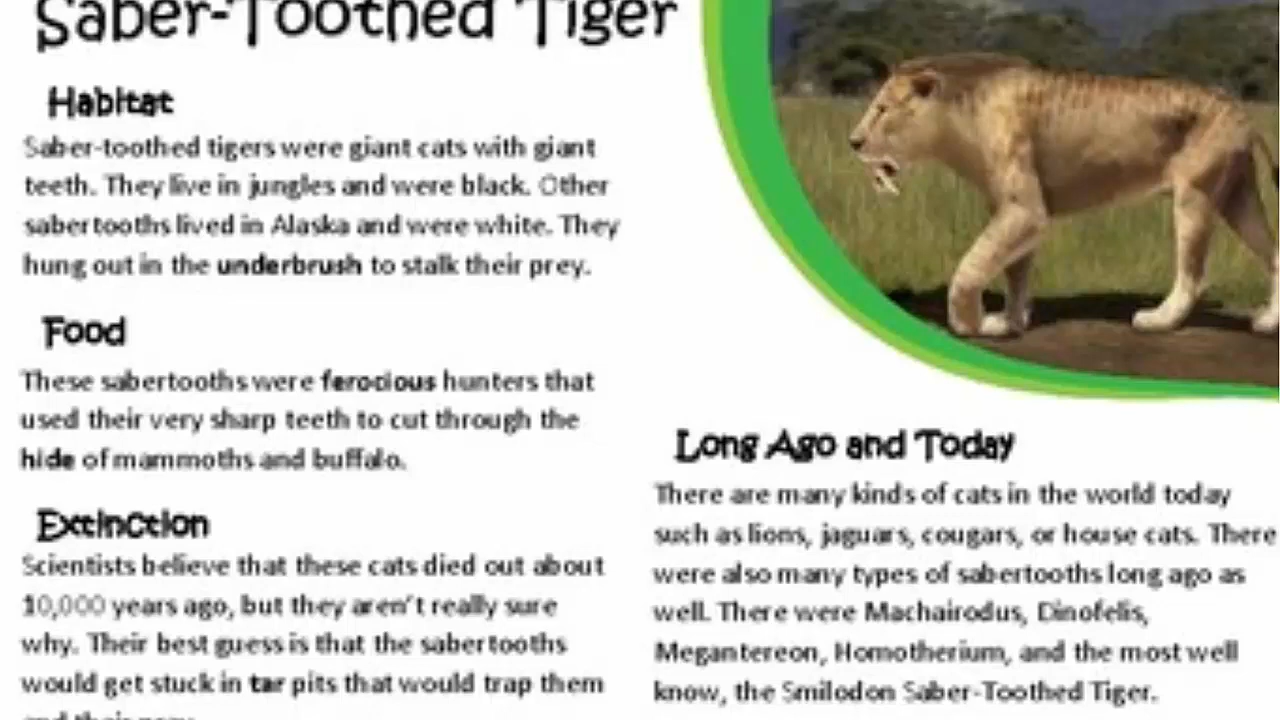 Saber-Toothed Tiger
Habitat
Saber-toothed tigers were giant cats with giant
teeth. They live in jungles and were black. Other
sabertooths lived in Alaska and were white. They
hung out in the underbrush to stalk their prey.
Food
These sabertooths were ferocious hunters that
used their very sharp teeth to cut through the
hide of mammoths and buffalo.
Extinction
Scientists believe that these cats died out about
10,000 years ago, but they aren't really sure
why. Their best guess is that the sabertooths
would get stuck in tar pits that would trap them
and their prey.
Long Ago and Today
There are many kinds of cats in the world today
such as lions, jaguars, cougars, or house cats. There
were also many types of sabertooths long ago as
well. There were Machairodus, Dinofelis,
Megantereon, Homotherium, and the most well
know, the Smilodon Saber-Toothed Tiger.